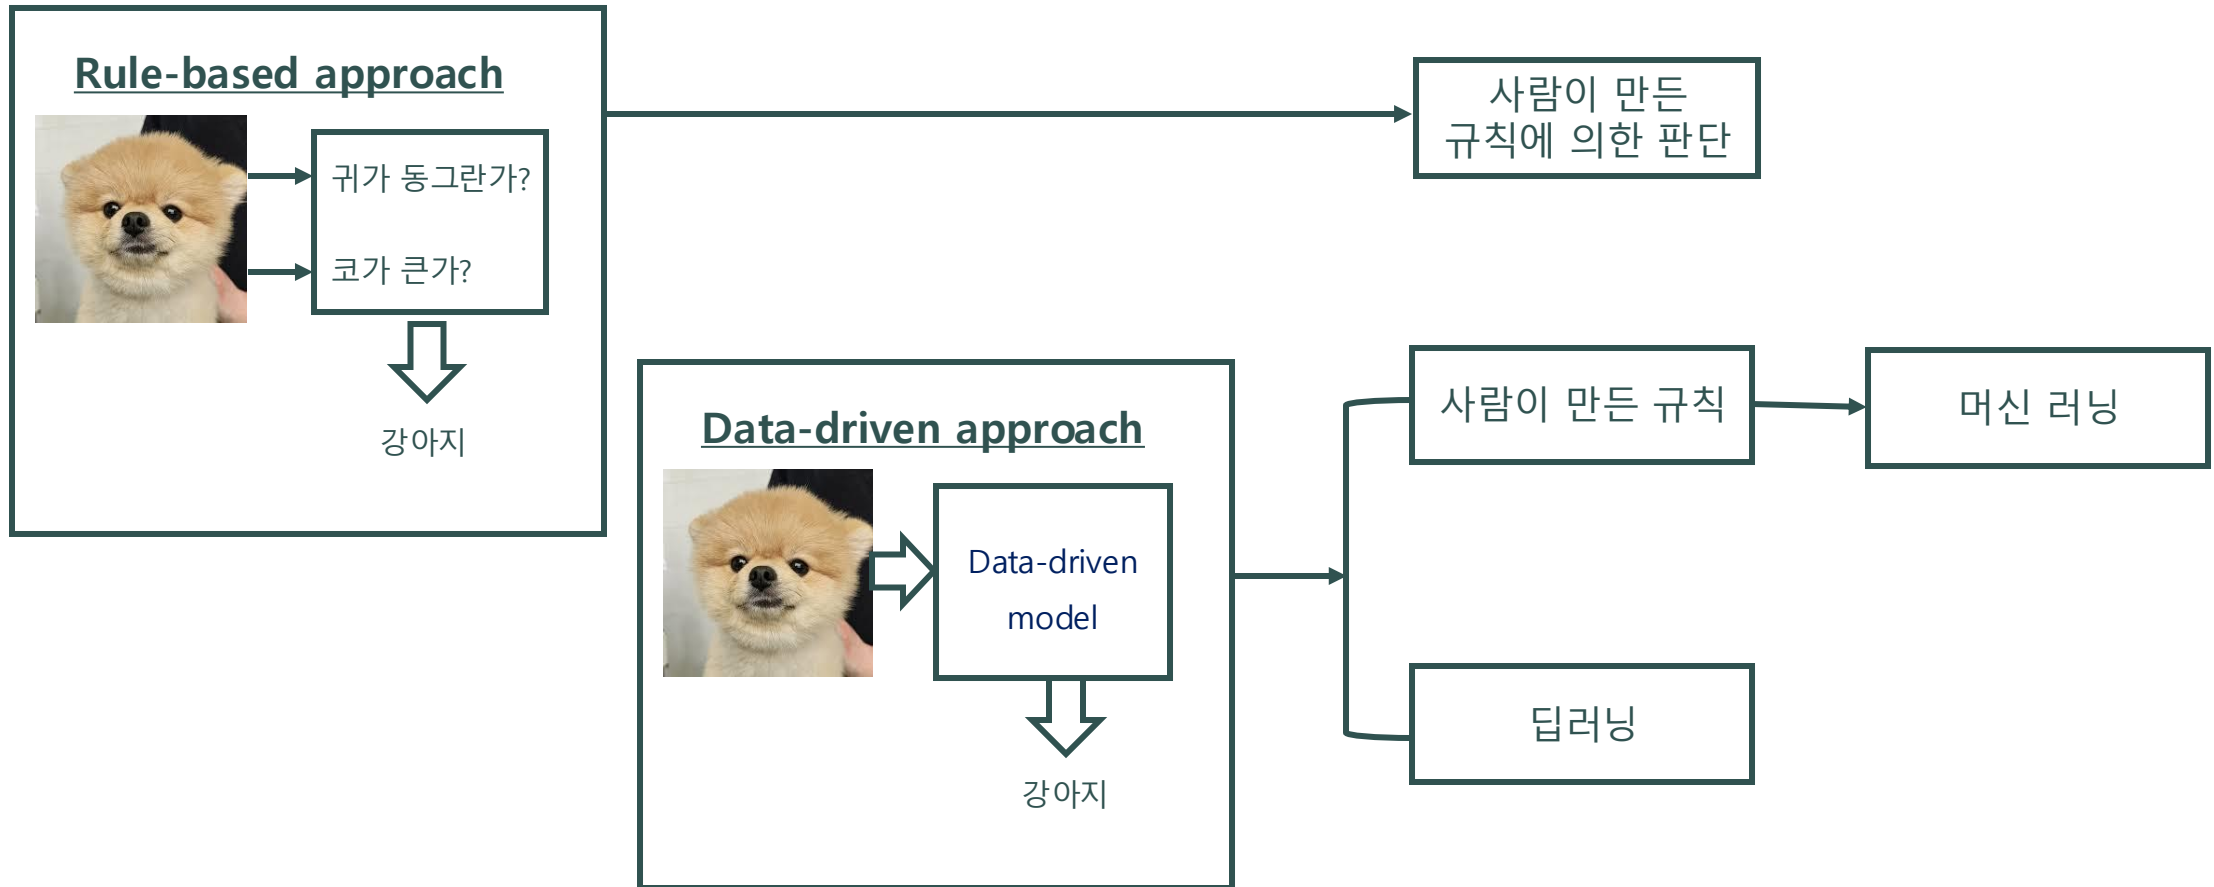 Rule-based approach
귀가 동그란가?
코가 큰가?
강아지
사람이 만든
규칙에 의한 판단
Data-driven approach
Data-driven
model
강아지
사람이 만든 규칙
머신 러닝
딥러닝